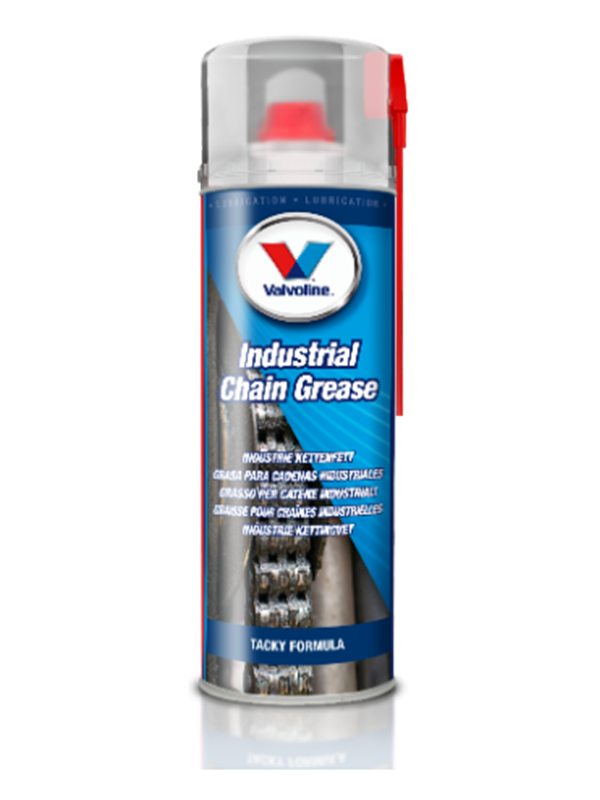 • LUBRICATION • LUBRICATION •
Valvoline™
Industrial
Chain Grease
INDUSTRIE KETTENFETT
GRASA PARA CADENAS INDUSTRIALES
GRASSO PER CATENE INDUSTRIALI
GRAISSE POUR CHAÎNES INDUSTRIELLES
INDUSTRIE KETTINGVET
TACKY FORMULA